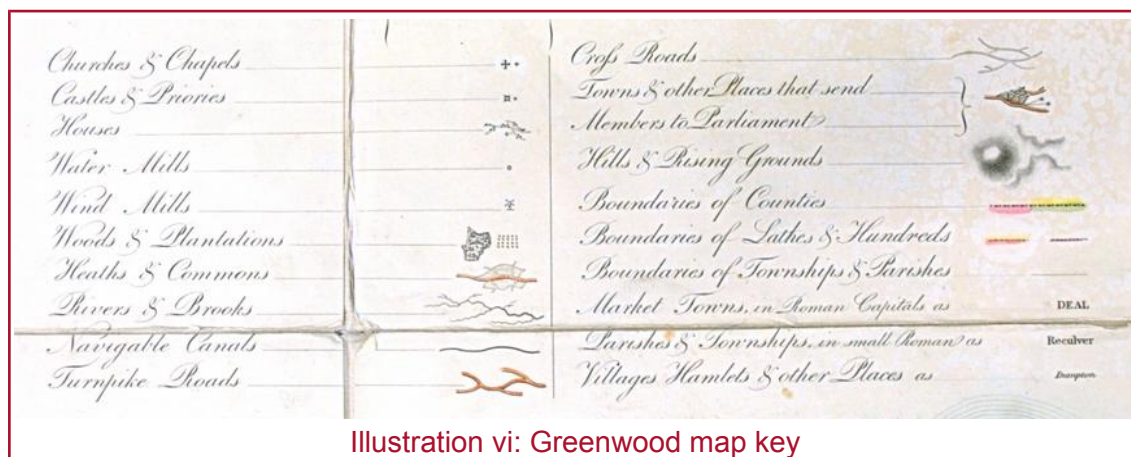 Churches & Chapels
Castles & Priories
Houses
Water Mills
Wind Mills
Woods & Plantations
Heaths & Commons
Rivers & Brooks
Navigable Canals
Turnpike Roads
Croſs Roads
Towns & other Places that send
Members to Parliament
Hills & Rising Grounds
Boundaries of Counties
Boundaries of Lathes & Hundreds
Boundaries of Townships & Parishes
Market Towns, in Roman Capitals as DEAL
Parishes & Townships, in small Roman as Reculver
Villages Hamlets & other Places as
Illustration vi: Greenwood map key